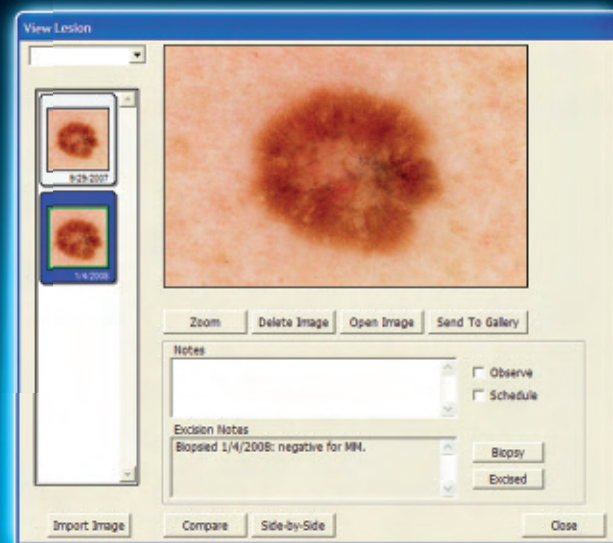 View Lesion
9/29/2007
1/4/2008
Zoom
Delete Image
Open Image
Send To Gallery
Notes
Observe
Schedule
Excision Notes
Biopsied 1/4/2008: negative for MM.
Biopsy
Excised
Import Image
Compare
Side-by-Side
Close